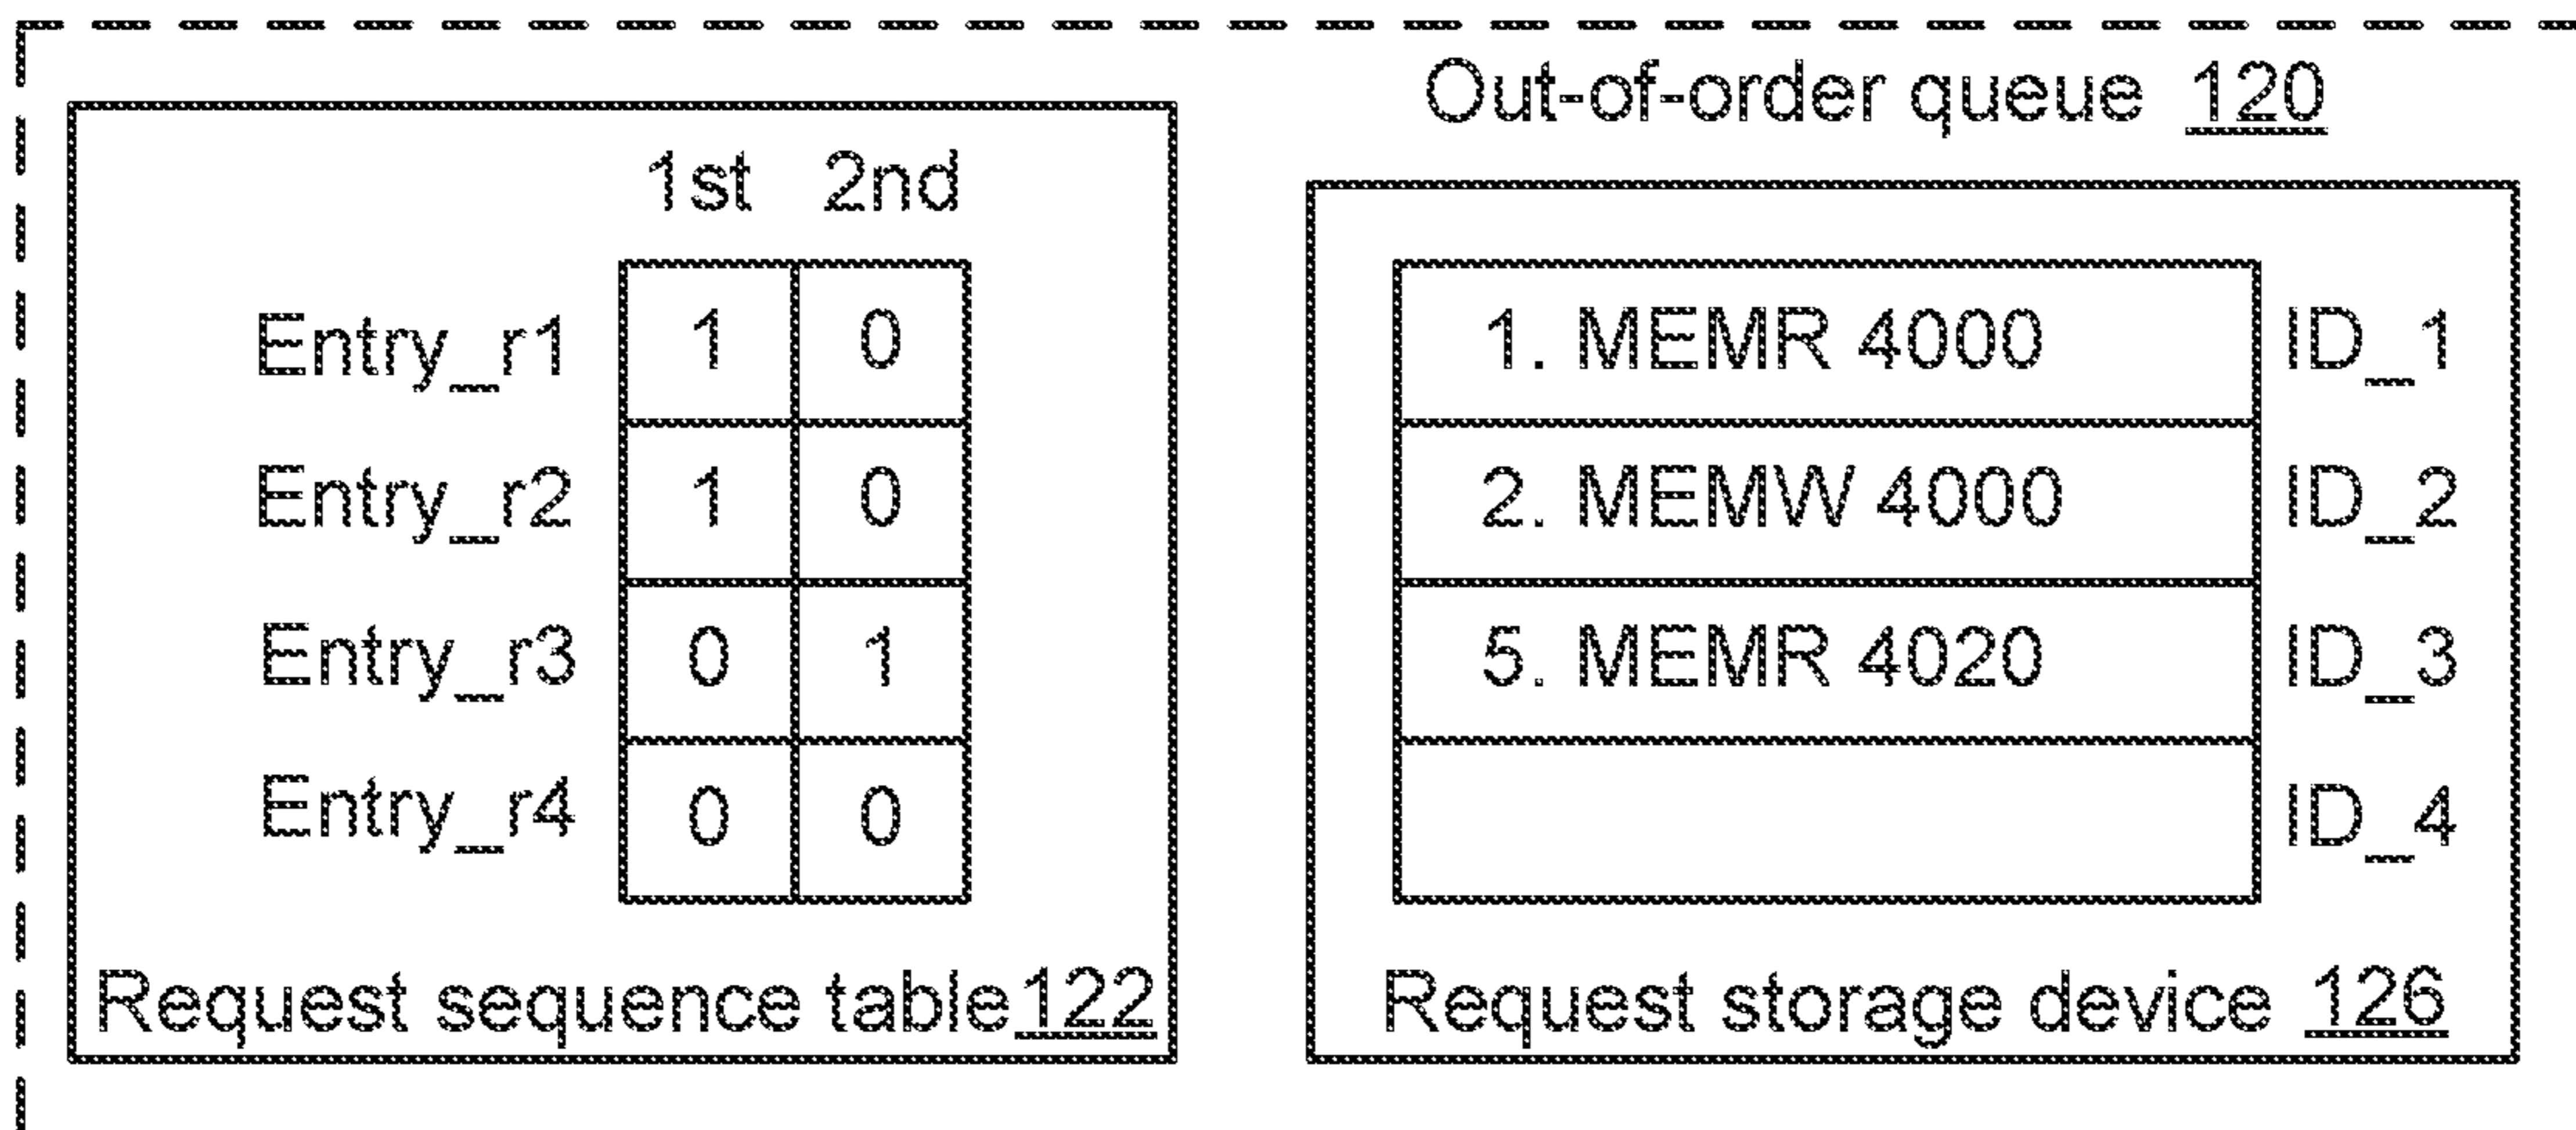 Out-of-order queue 120
1st 2nd
Entry_r1 1 0
Entry_r2 1 0
Entry_r3 0 1
Entry_r4 0 0
Request sequence table 122
1. MEMR 4000 ID_1
2. MEMW 4000 ID_2
5. MEMR 4020 ID_3
ID_4
Request storage device 126